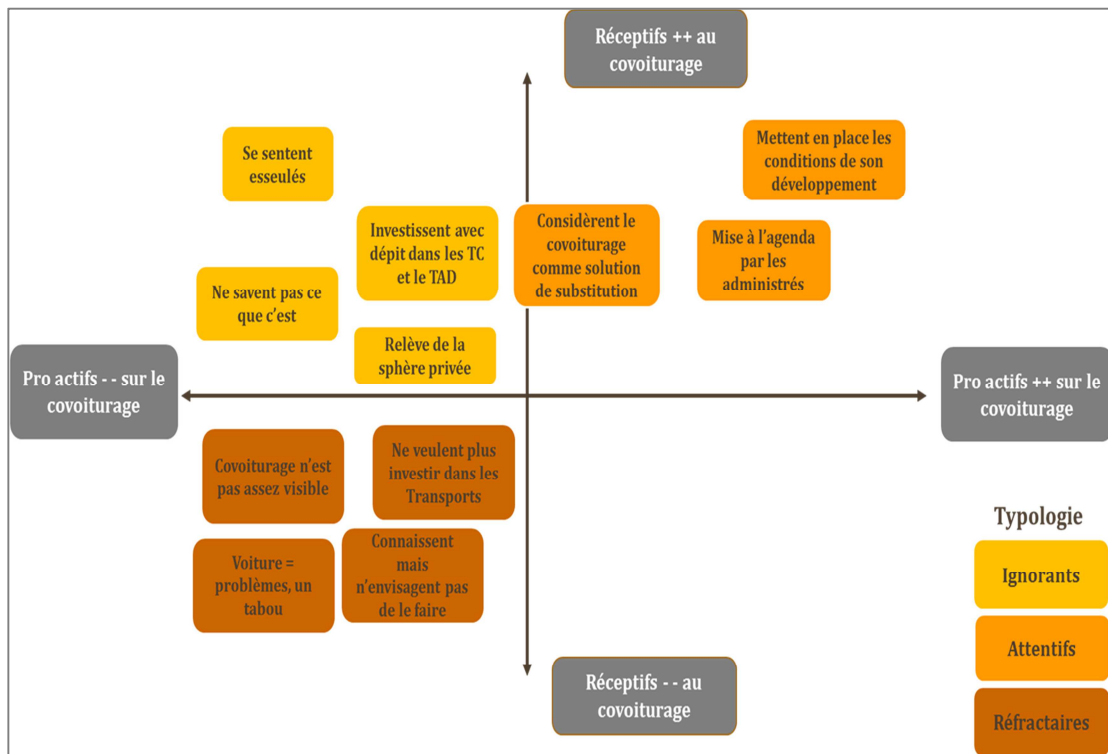 Réceptifs ++ au
covoiturage
Se sentent
esseulés
Mettent en place les
conditions de son
développement
Investissent avec
dépit dans les TC
et le TAD
Considèrent le
covoiturage
comme solution
de substitution
Mise à l'agenda
par les
administrés
Ne savent pas ce
que c'est
Relève de la
sphère privée
Pro actifs - - sur le
covoiturage
Pro actifs ++ sur le
covoiturage
Covoiturage n'est
pas assez visible
Ne veulent plus
investir dans les
Transports
Voiture =
problèmes, un
tabou
Connaissent
mais
n'envisagent pas
de le faire
Réceptifs - - au
covoiturage
Typologie
Ignorants
Attentifs
Réfractaires